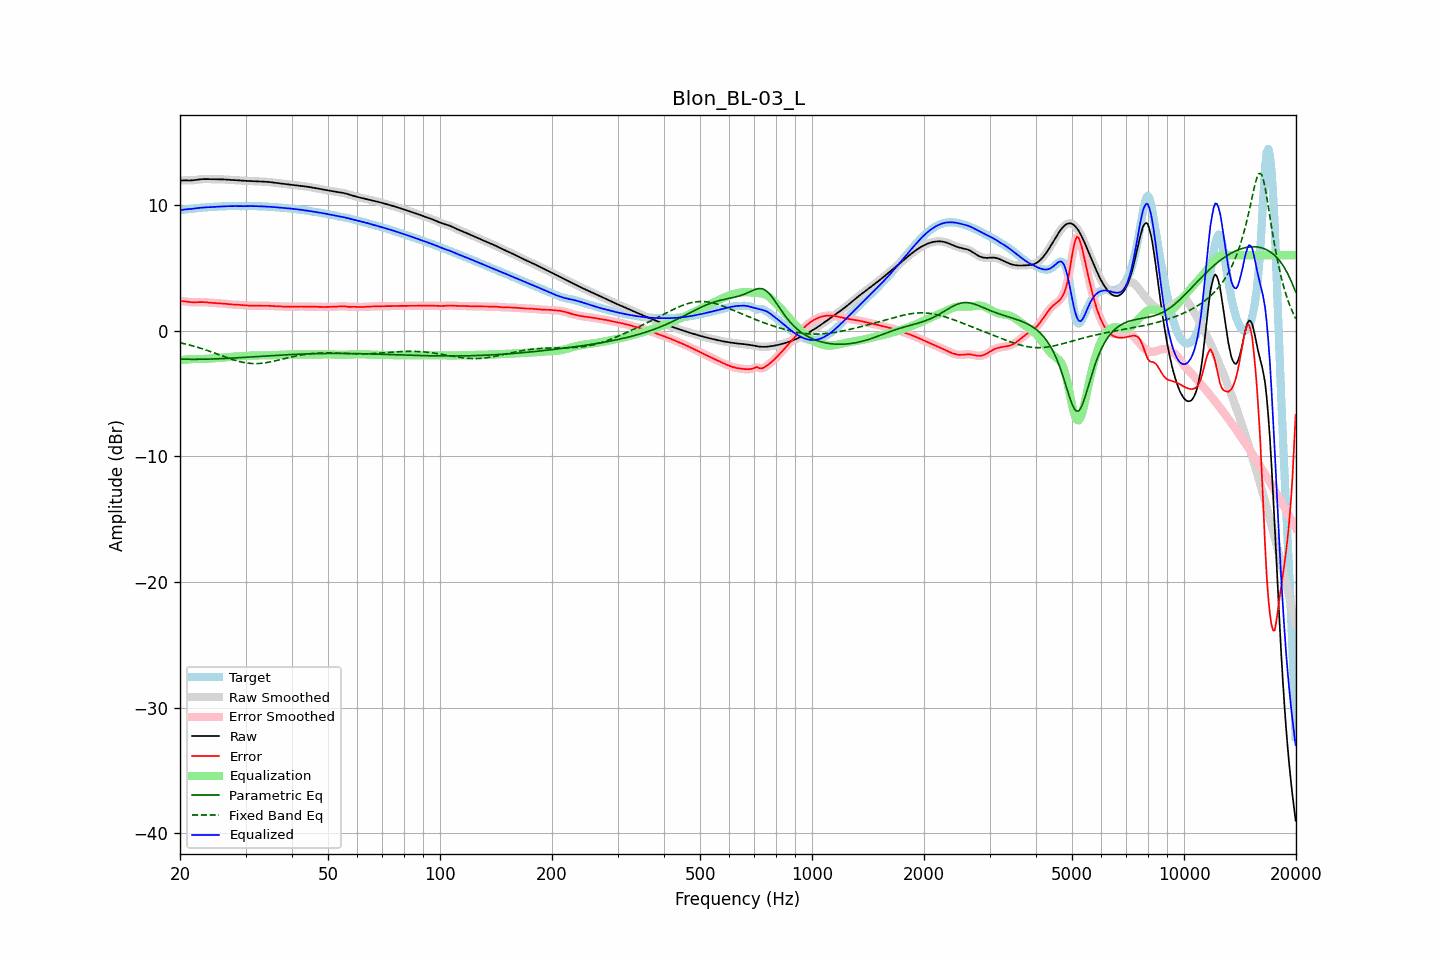 Blon_BL-03_L
Amplitude (dBr)
10
0
−10
−20
−30
−40
Target
Raw Smoothed
Error Smoothed
Raw
Error
Equalization
Parametric Eq
Fixed Band Eq
Equalized
20 50 100 200 500 1000 2000 5000 10000 20000
Frequency (Hz)